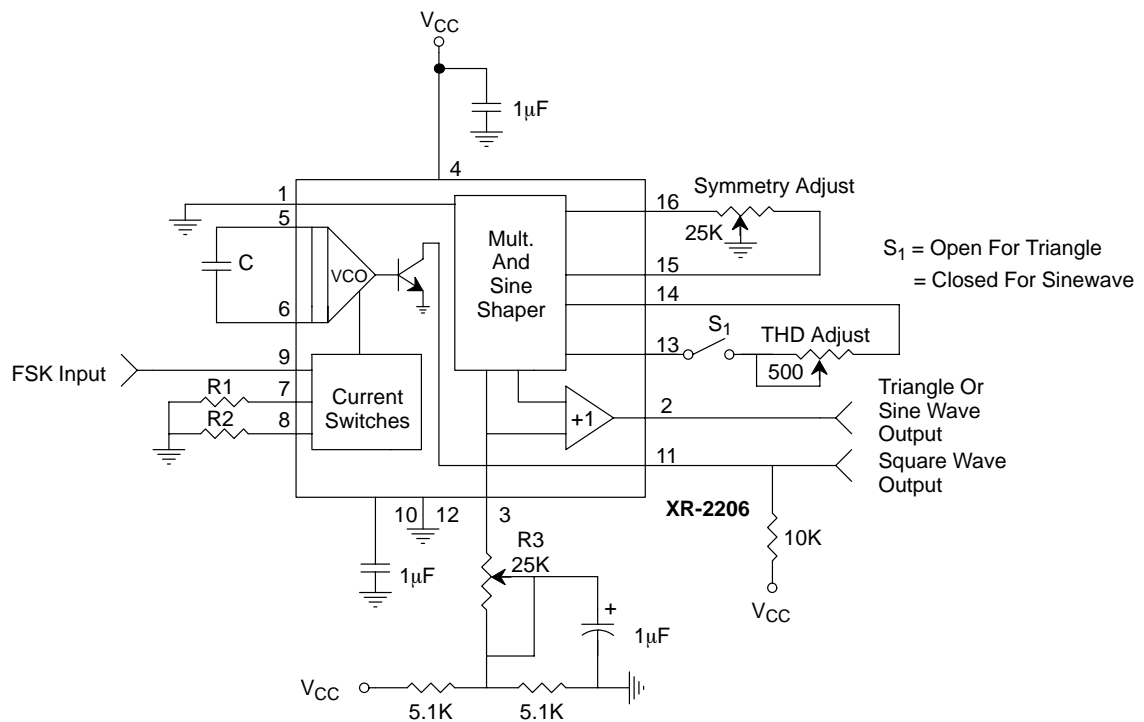 VCC
1μF
4
1
5
C
6
VCO
Mult.
And
Sine
Shaper
16
Symmetry Adjust
25K
15
14
S1 = Open For Triangle
= Closed For Sinewave
13
S1
THD Adjust
500
FSK Input
9
R1
7
R2
8
Current
Switches
+1
2
Triangle Or
Sine Wave
Output
11
Square Wave
Output
XR-2206
10
12
3
1μF
R3
25K
+
1μF
10K
VCC
VCC
5.1K
5.1K